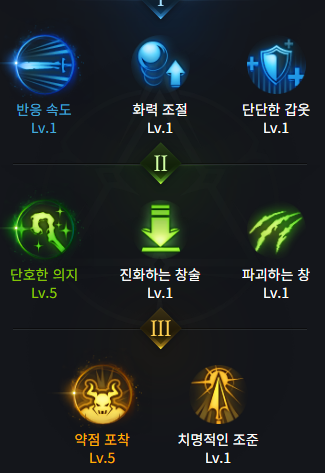 I
반응 속도 화력 조절 단단한 갑옷
Lv.1 Lv.1 Lv.1
II
단호한 의지 진화하는 창술 파괴하는 창
Lv.5 Lv.1 Lv.1
III
약점 포착 치명적인 조준
Lv.5 Lv.1